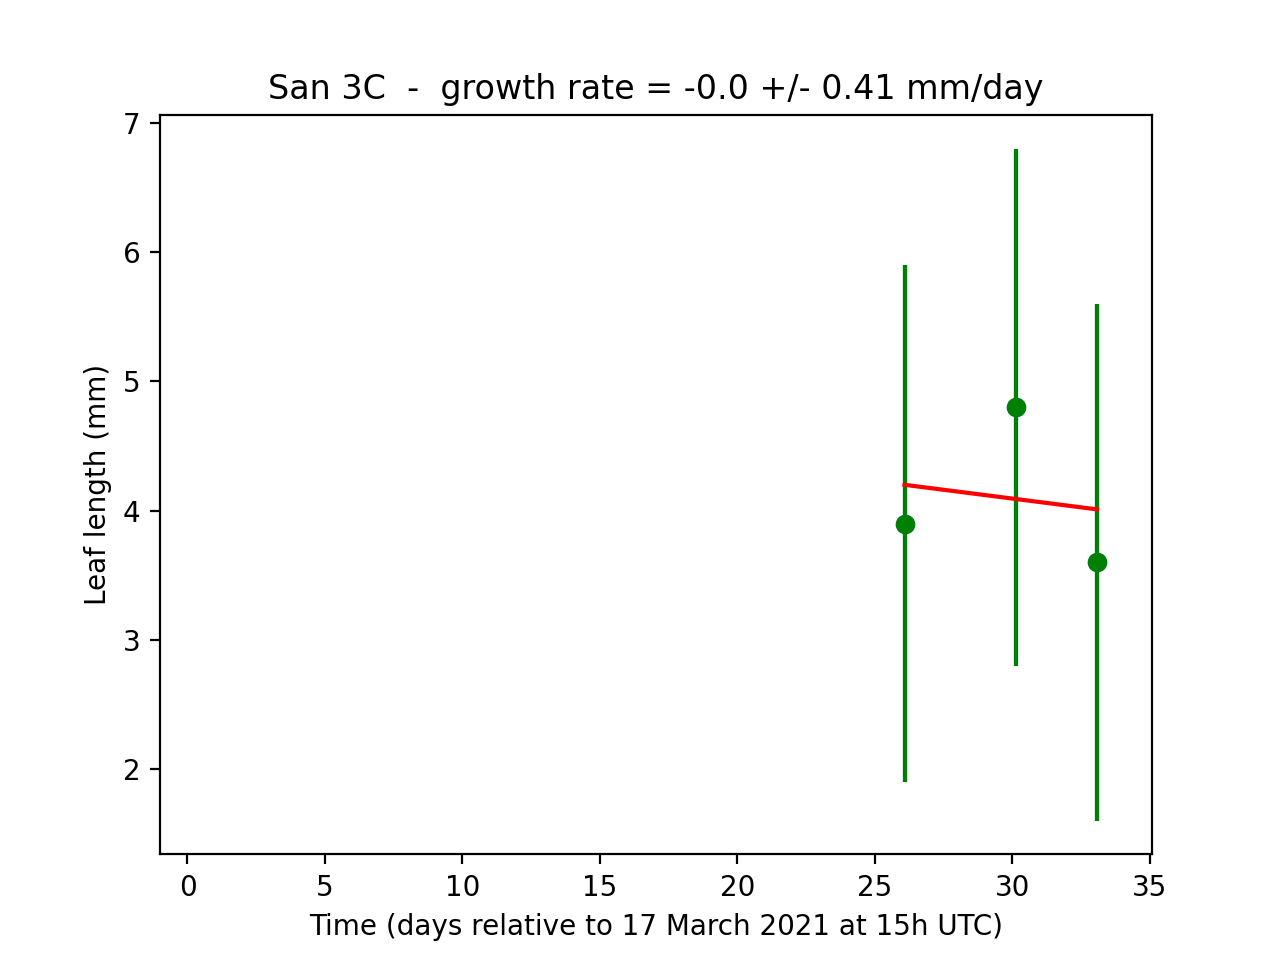 San 3C - growth rate = -0.0 +/- 0.41 mm/day
7
6
5
4
3
2
Leaf length (mm)
0 5 10 15 20 25 30 35
Time (days relative to 17 March 2021 at 15h UTC)